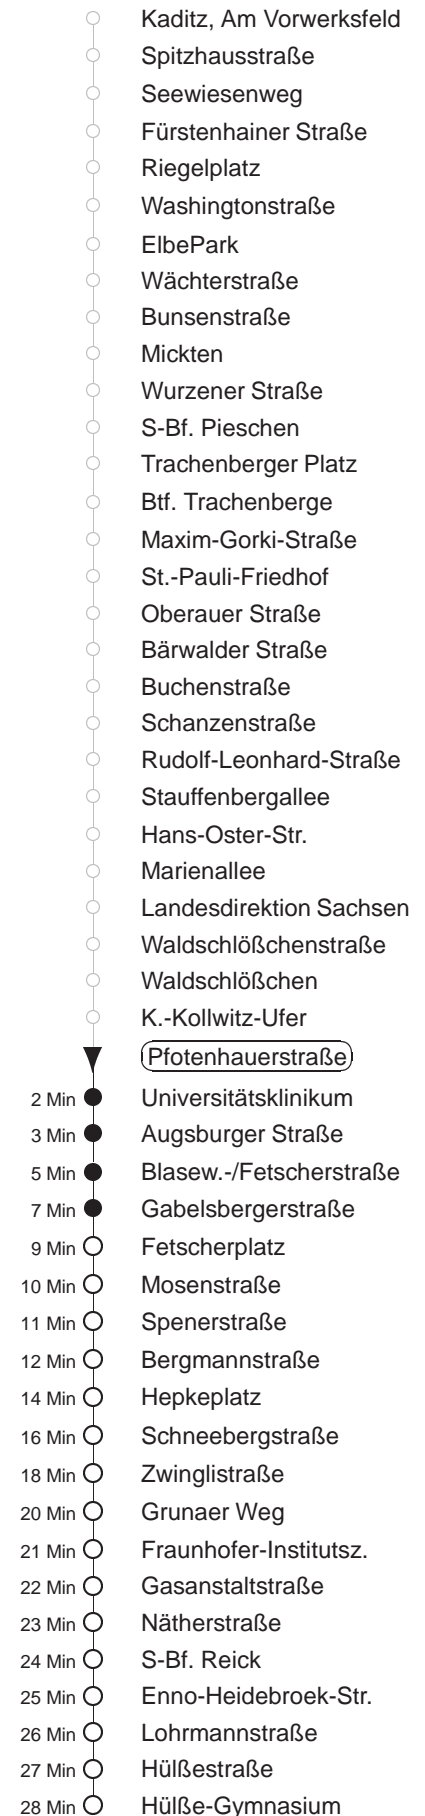 Kaditz, Am Vorwerksfeld
Spitzhausstraße
Seewiesenweg
Fürstenhainer Straße
Riegelplatz
Washingtonstraße
ElbePark
Wächterstraße
Bunsenstraße
Mickten
Wurzener Straße
S-Bf. Pieschen
Trachenberger Platz
Btf. Trachenberge
Maxim-Gorki-Straße
St.-Pauli-Friedhof
Oberauer Straße
Bärwalder Straße
Buchenstraße
Schanzenstraße
Rudolf-Leonhard-Straße
Stauffenbergallee
Hans-Oster-Str.
Marienallee
Landesdirektion Sachsen
Waldschlößchenstraße
Waldschlößchen
K.-Kollwitz-Ufer
Pfotenhauerstraße
2 Min Universitätsklinikum
3 Min Augsburger Straße
5 Min Blasew.-/Fetscherstraße
7 Min Gabelsbergerstraße
9 Min Fetscherplatz
10 Min Mosenstraße
11 Min Spenerstraße
12 Min Bergmannstraße
14 Min Hepkeplatz
16 Min Schneebergstraße
18 Min Zwinglistraße
20 Min Grunaer Weg
21 Min Fraunhofer-Institutsz.
22 Min Gasanstaltstraße
23 Min Nätherstraße
24 Min S-Bf. Reick
25 Min Enno-Heidebroek-Str.
26 Min Lohrmannstraße
27 Min Hülßestraße
28 Min Hülße-Gymnasium